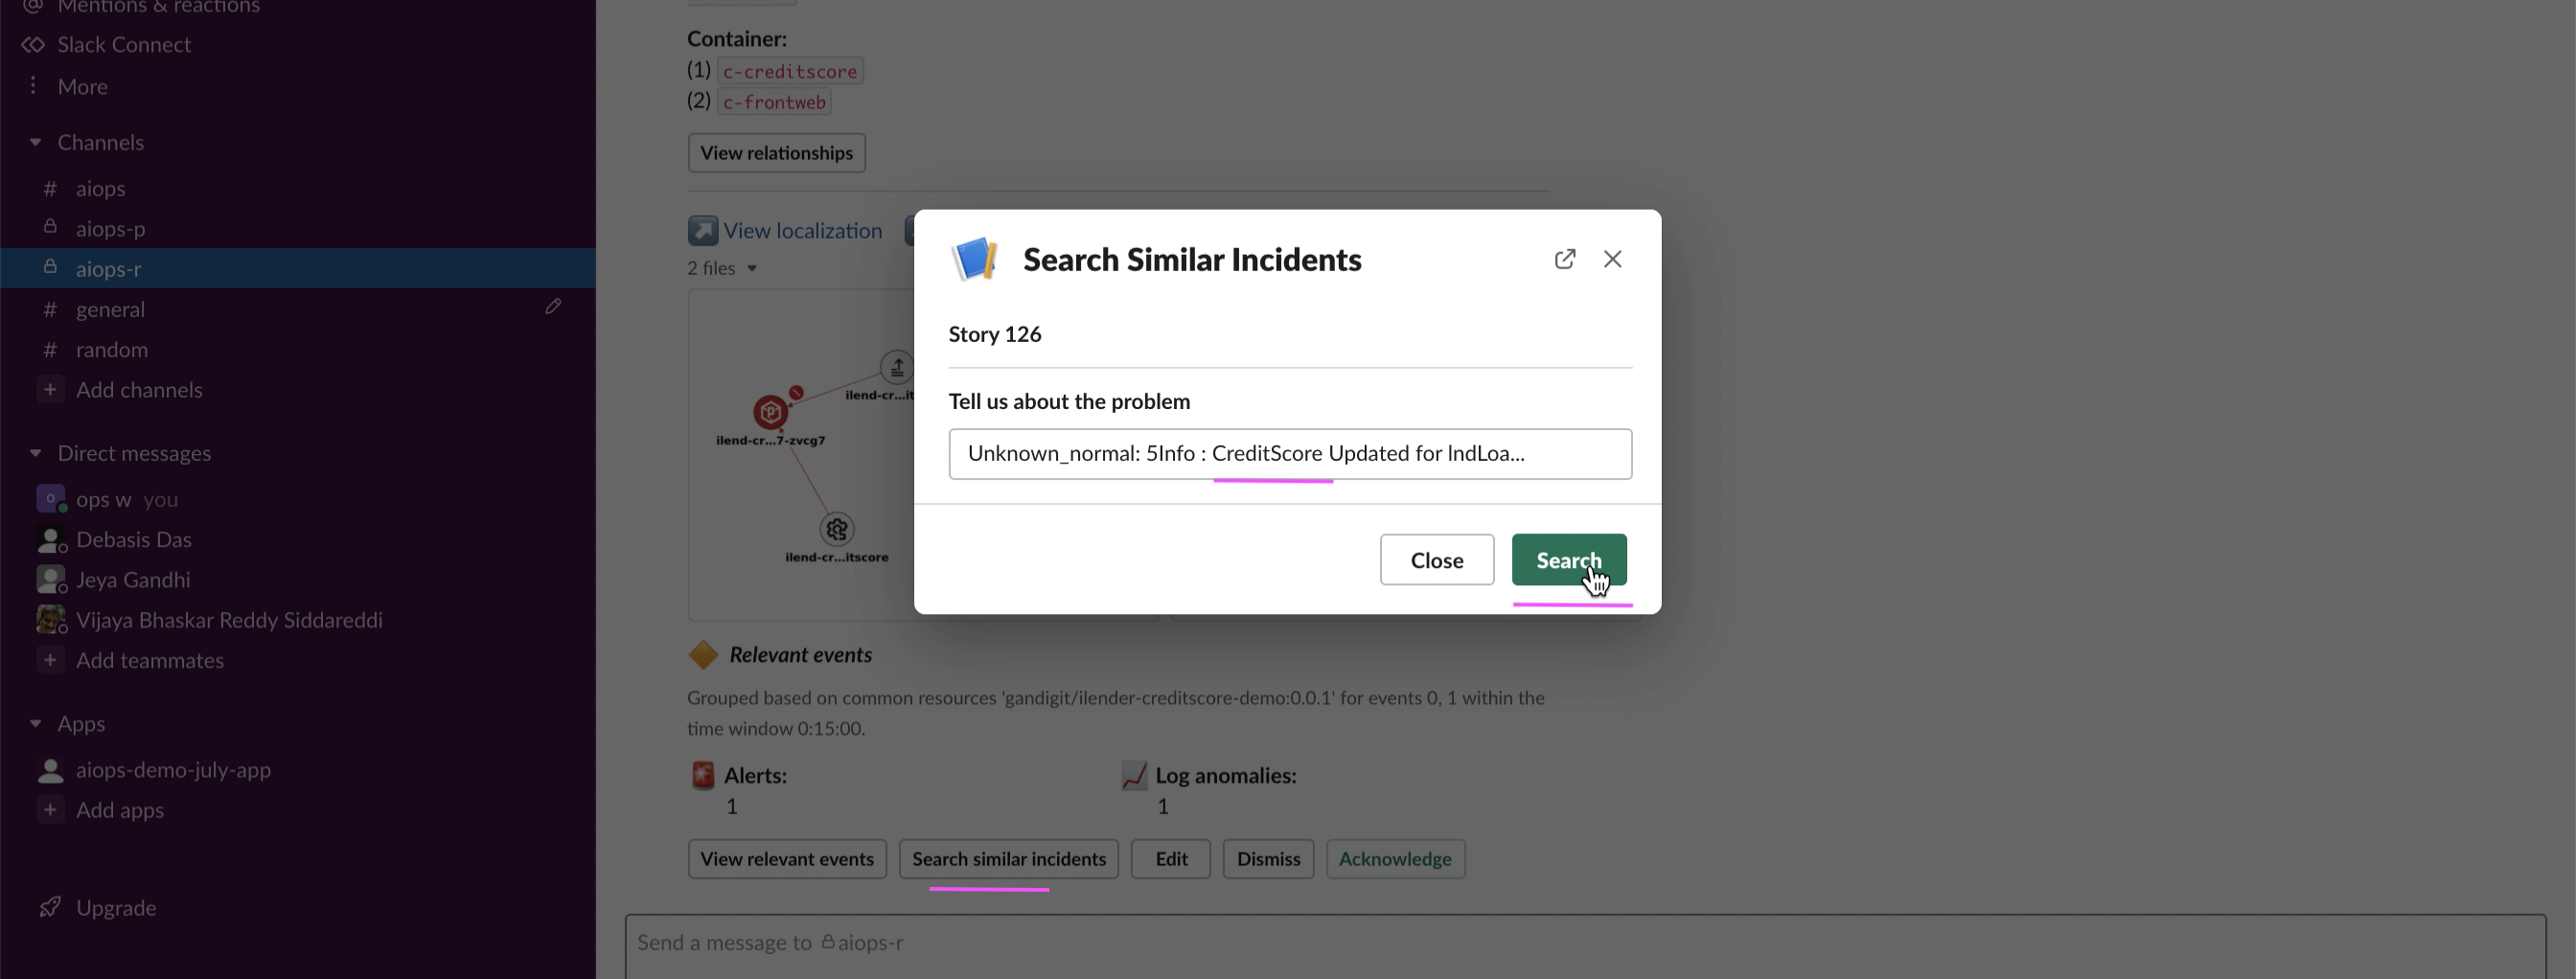 Mentions & reactions
Slack Connect
More
Channels
# aiops
aiops-p
aiops-r
# general
# random
+ Add channels
Direct messages
o ops w you
Debasis Das
Jeya Gandhi
Vijaya Bhaskar Reddy Siddareddi
+ Add teammates
Apps
aiops-demo-july-app
+ Add apps
Upgrade
Container:
(1) c-creditscore
(2) c-frontweb
View relationships
View localization
2 files
ilend-cr...it
ilend-cr...7-zvcg7
ilend-cr...itscore
Search Similar Incidents
Story 126
Tell us about the problem
Unknown_normal: 5Info : CreditScore Updated for lndLoa...
Close
Search
Relevant events
Grouped based on common resources 'gandigit/ilender-creditscore-demo:0.0.1' for events 0, 1 within the
time window 0:15:00.
Alerts:
1
Log anomalies:
1
View relevant events
Search similar incidents
Edit
Dismiss
Acknowledge
Send a message to aiops-r